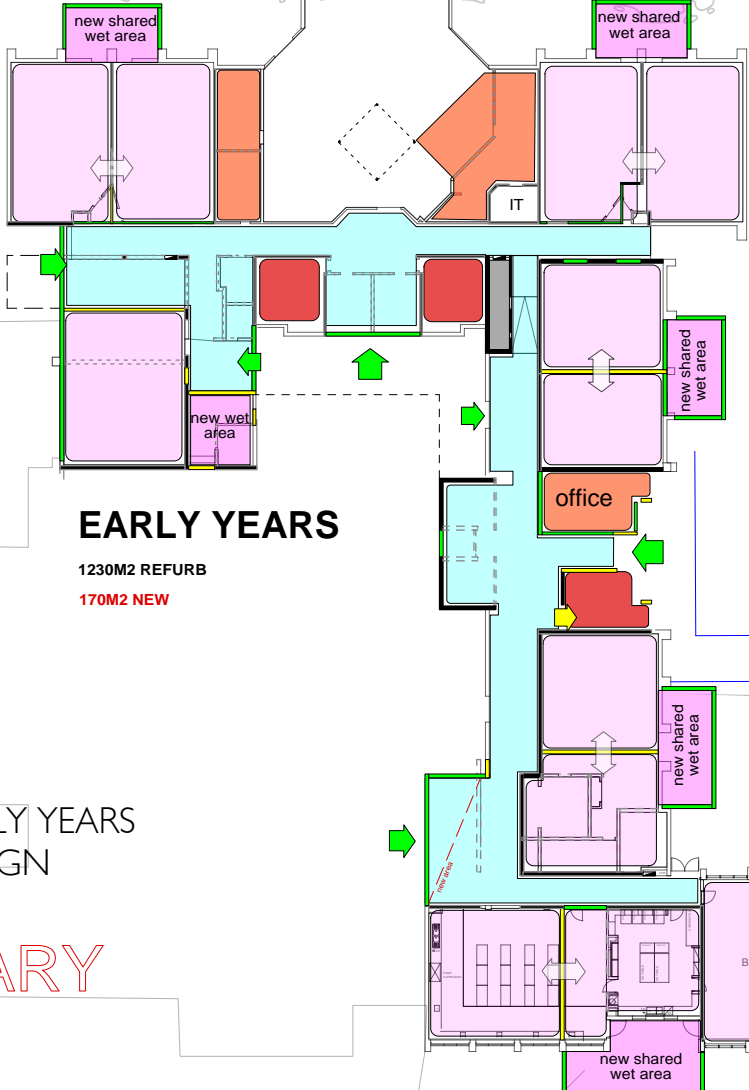 new shared
wet area
new shared
wet area
IT
new shared
wet area
new wet
area
office
EARLY YEARS
1230M2 REFURB
170M2 NEW
new shared
wet area
LY YEARS
GN
new area
ARY
B
new shared
wet area